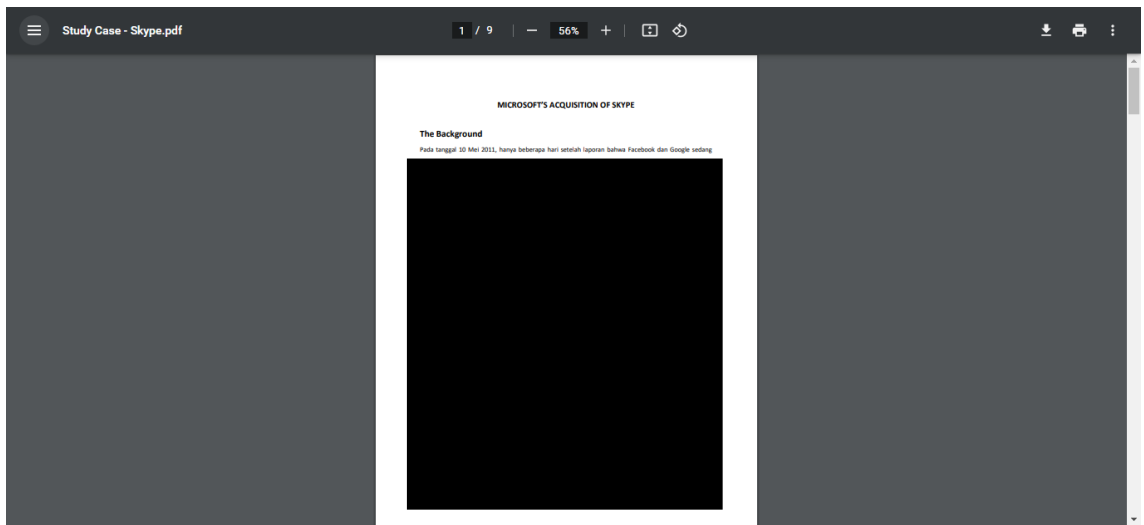 Study Case - Skype.pdf
1 / 9
56%
MICROSOFT'S ACQUISITION OF SKYPE
The Background
Pada tanggal 10 Mei 2011, hanya beberapa hari setelah laporan bahwa Facebook dan Google sedang